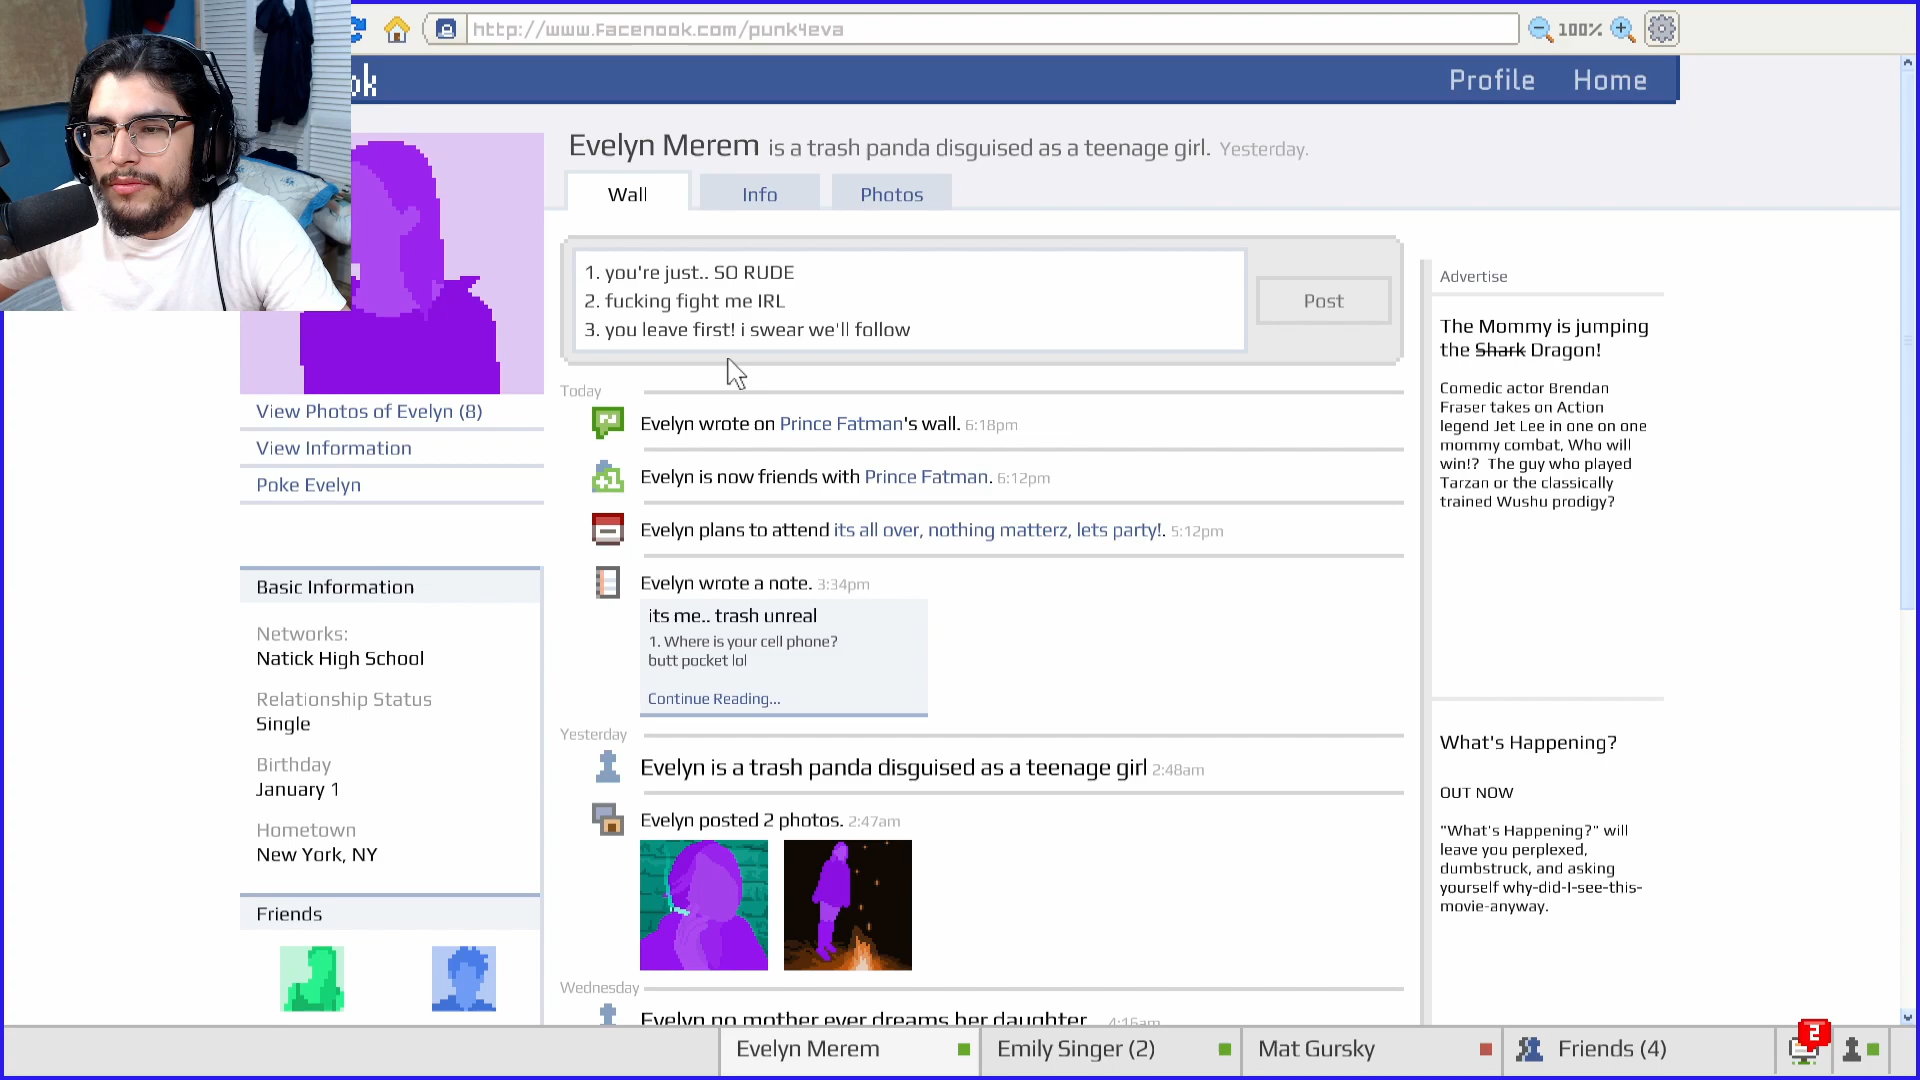 http://www.facenook.com/punk4eva
100%
ok
Profile Home
Evelyn Merem is a trash panda disguised as a teenage girl. Yesterday.
Wall
Info
Photos
1. you're just.. SO RUDE
2. fucking fight me IRL
3. you leave first! i swear we'll follow
Post
View Photos of Evelyn (8)
View Information
Poke Evelyn
Basic Information
Networks:
Natick High School
Relationship Status
Single
Birthday
January 1
Hometown
New York, NY
Friends
Today
Evelyn wrote on Prince Fatman's wall. 6:18pm
+1
Evelyn is now friends with Prince Fatman. 6:12pm
Evelyn plans to attend its all over, nothing matterz, lets party!. 5:12pm
Evelyn wrote a note. 3:34pm
its me.. trash unreal
1. Where is your cell phone?
butt pocket lol
Continue Reading...
Yesterday
Evelyn is a trash panda disguised as a teenage girl 2:48am
Evelyn posted 2 photos. 2:47am
Wednesday
Evelyn no mother ever dreams her daughter 4:16am
Advertise
The Mommy is jumping
the Shark Dragon!
Comedic actor Brendan
Fraser takes on Action
legend Jet Lee in one on one
mommy combat, Who will
win!? The guy who played
Tarzan or the classically
trained Wushu prodigy?
What's Happening?
OUT NOW
"What's Happening?" will
leave you perplexed,
dumbstruck, and asking
yourself why-did-I-see-this-
movie-anyway.
Evelyn Merem
Emily Singer (2)
Mat Gursky
Friends (4)
2